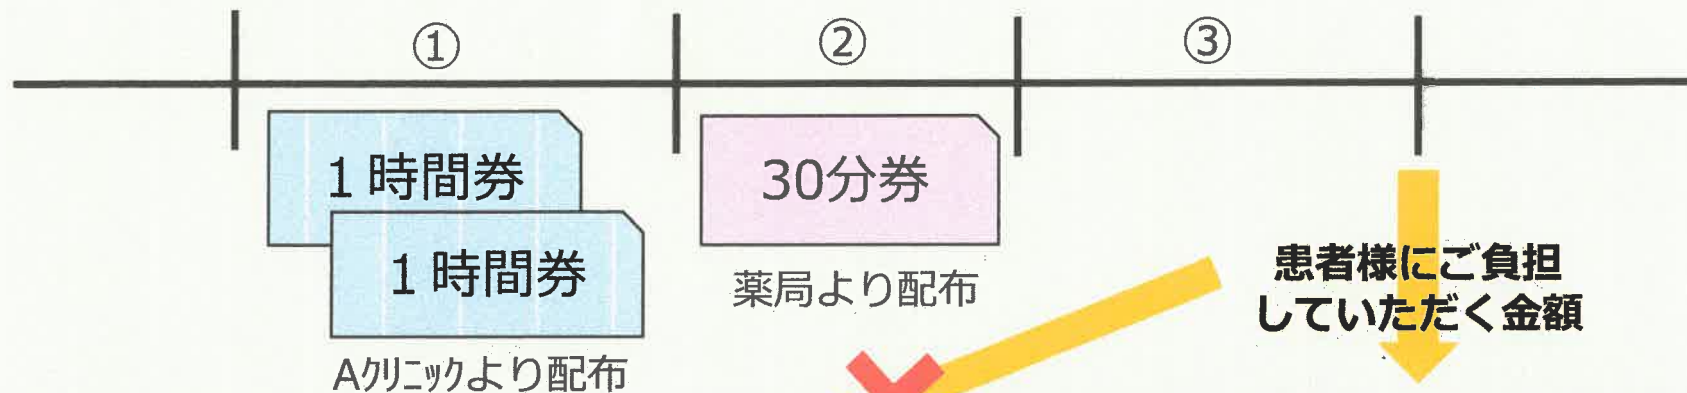 ① ② ③
1時間券
1時間券
Aｸﾘﾆｯｸより配布
30分券
薬局より配布
患者様にご負担
していただく金額